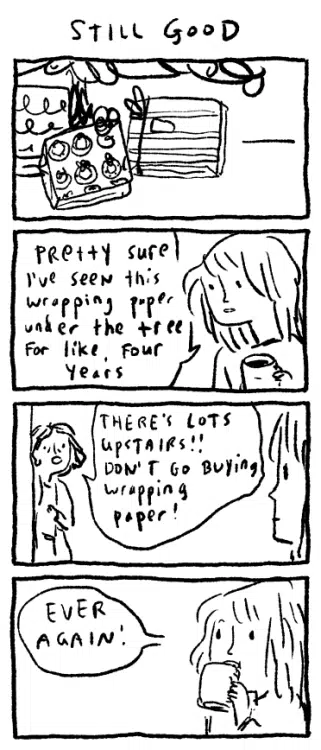 STILL GOOD
Pretty sure
I've seen this
wrapping paper
under the tree
for like, four
years
THERE'S LOTS
upstairs!!
DON'T GO Buying
wrapping
paper!
EVER
AGAIN!